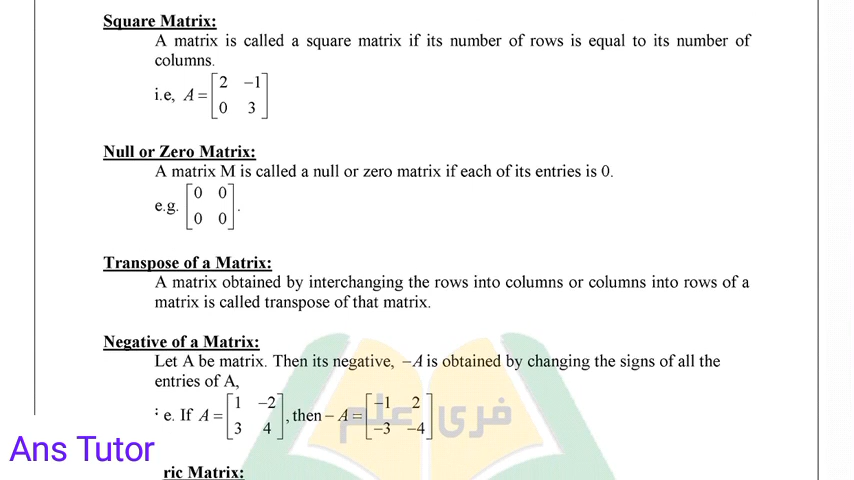 Square Matrix:
A matrix is called a square matrix if its number of rows is equal to its number of
columns.
i.e, A = [2 −1
0 3]
Null or Zero Matrix:
A matrix M is called a null or zero matrix if each of its entries is 0.
e.g. [0 0
0 0].
Transpose of a Matrix:
A matrix obtained by interchanging the rows into columns or columns into rows of a
matrix is called transpose of that matrix.
Negative of a Matrix:
Let A be matrix. Then its negative, −A is obtained by changing the signs of all the
entries of A,
e. If A = [1 −2
3 4], then − A = [−1 2
−3 −4]
فری علم
Ans Tutor
ric Matrix: